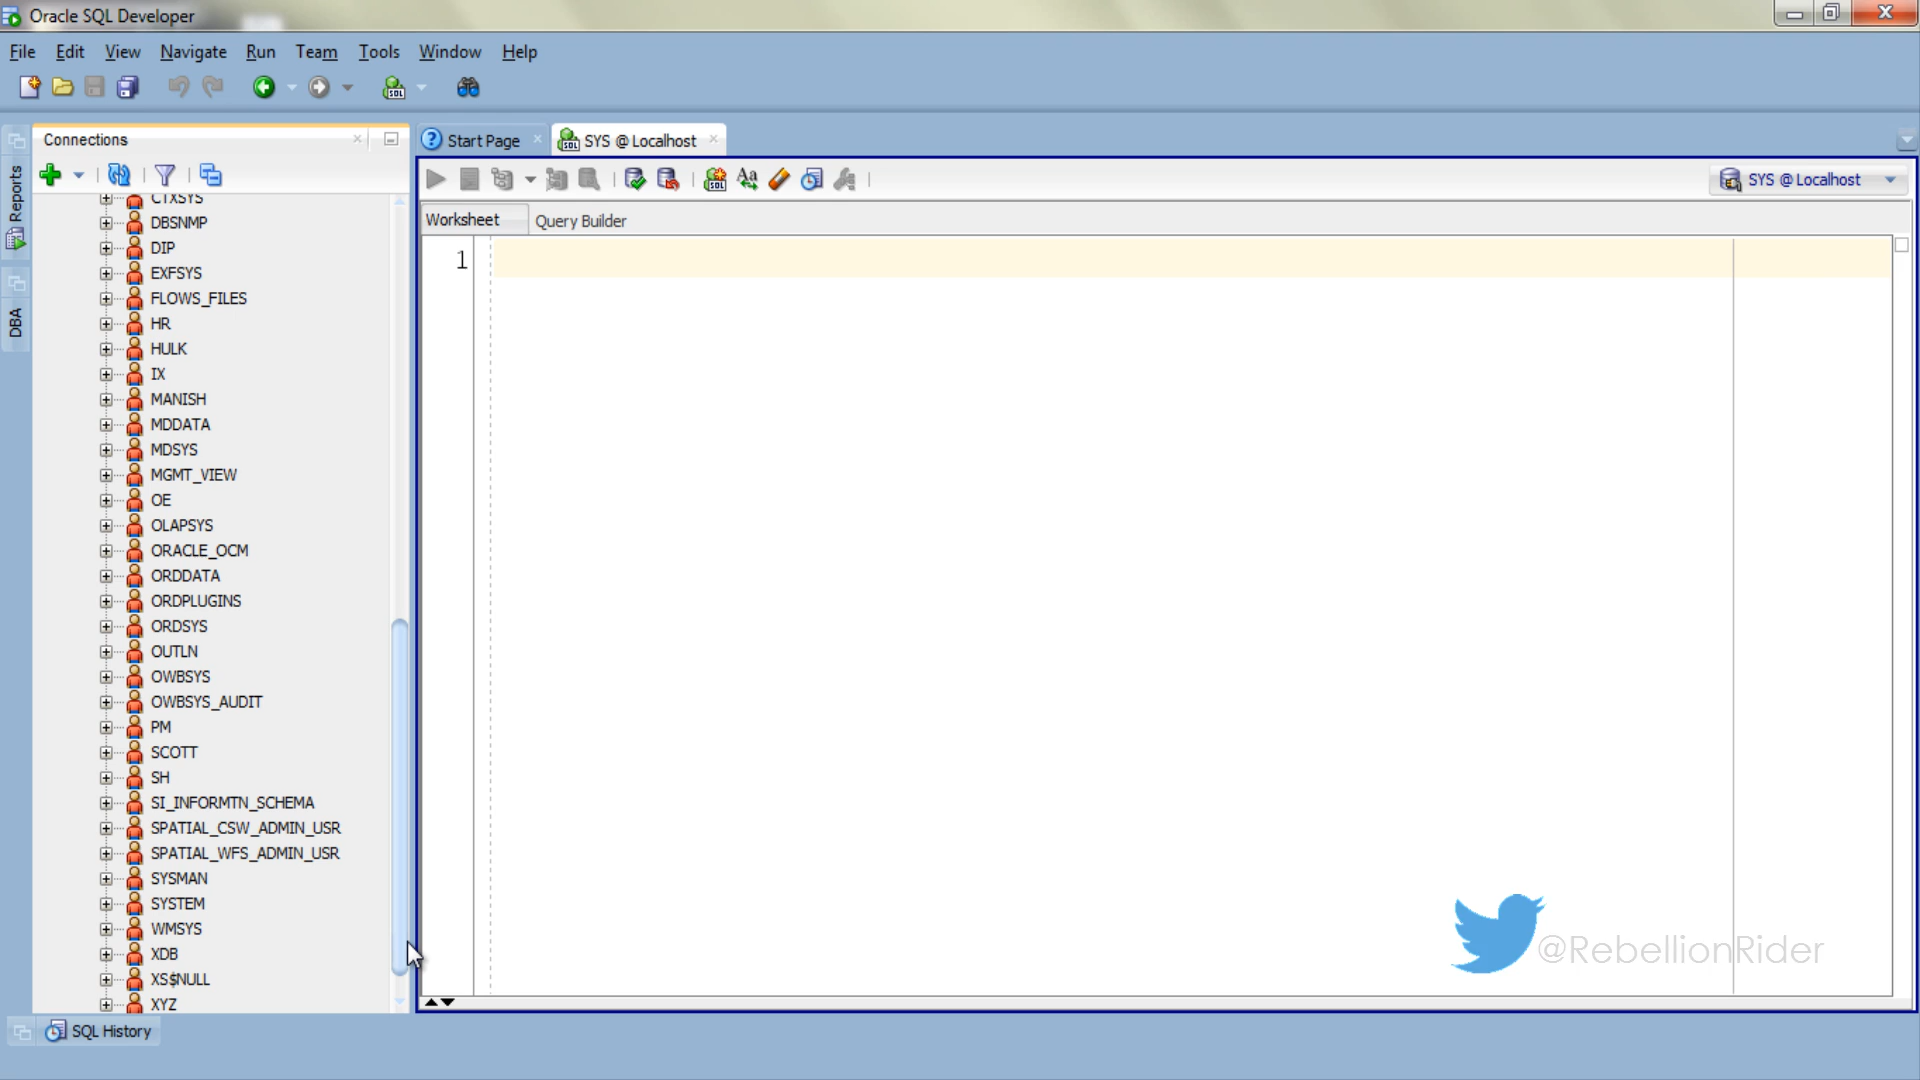 Oracle SQL Developer
File Edit View Navigate Run Team Tools Window Help
Connections
Start Page
SYS @ Localhost
Reports
DBA
SYS @ Localhost
Worksheet
Query Builder
1
CTXSYS
DBSNMP
DIP
EXFSYS
FLOWS_FILES
HR
HULK
IX
MANISH
MDDATA
MDSYS
MGMT_VIEW
OE
OLAPSYS
ORACLE_OCM
ORDDATA
ORDPLUGINS
ORDSYS
OUTLN
OWBSYS
OWBSYS_AUDIT
PM
SCOTT
SH
SI_INFORMTN_SCHEMA
SPATIAL_CSW_ADMIN_USR
SPATIAL_WFS_ADMIN_USR
SYSMAN
SYSTEM
WMSYS
XDB
XS$NULL
XYZ
@RebellionRider
SQL History